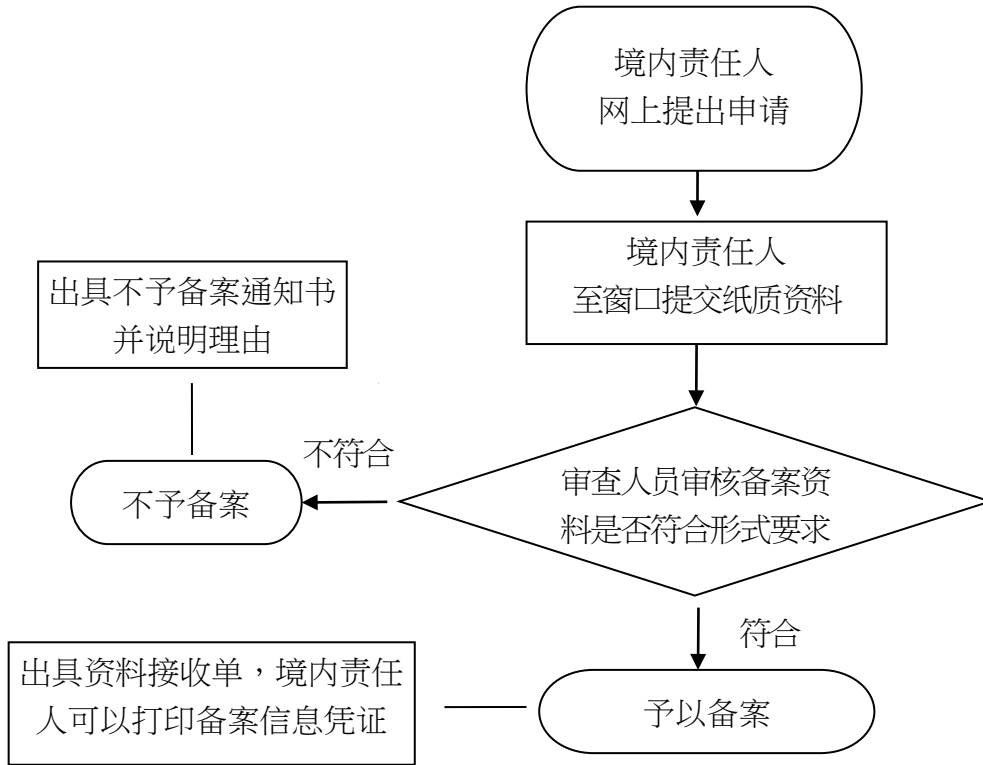 境内责任人
网上提出申请
境内责任人
至窗口提交纸质资料
出具不予备案通知书
并说明理由
不符合
不予备案
审查人员审核备案资
料是否符合形式要求
符合
出具资料接收单，境内责任
人可以打印备案信息凭证
予以备案